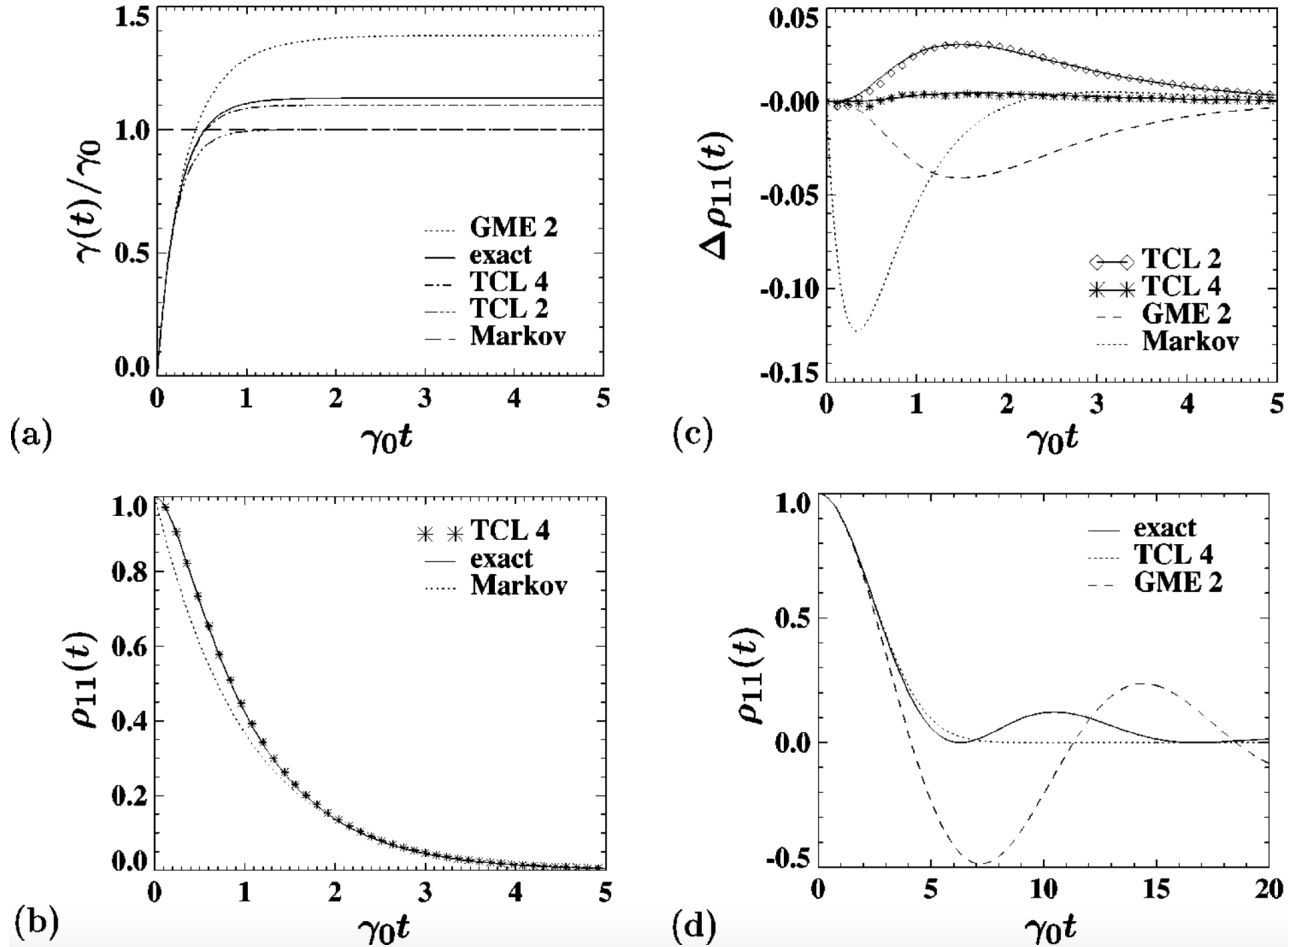 1.5
1.0
0.5
0.0
γ(t)/γ₀
GME 2
exact
TCL 4
TCL 2
Markov
0 1 2 3 4 5
γ₀t
(a)
0.05
-0.00
-0.05
-0.10
-0.15
Δρ₁₁(t)
TCL 2
TCL 4
GME 2
Markov
0 1 2 3 4 5
γ₀t
(c)
1.0
0.8
0.6
0.4
0.2
0.0
ρ₁₁(t)
TCL 4
exact
Markov
0 1 2 3 4 5
γ₀t
(b)
1.0
0.5
0.0
-0.5
ρ₁₁(t)
exact
TCL 4
GME 2
0 5 10 15 20
γ₀t
(d)